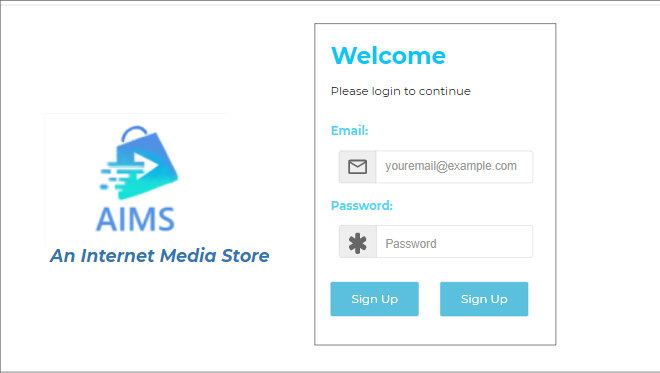 Welcome
Please login to continue
Email:
youremail@example.com
Password:
Password
Sign Up
Sign Up
AIMS
An Internet Media Store